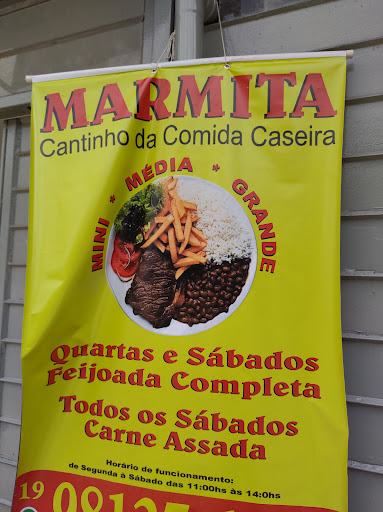 MARMITA
Cantinho da Comida Caseira
MINI * MÉDIA * GRANDE
Quartas e Sábados
Feijoada Completa
Todos os Sábados
Carne Assada
Horário de funcionamento:
de Segunda à Sábado das 11:00hs às 14:0hs
19